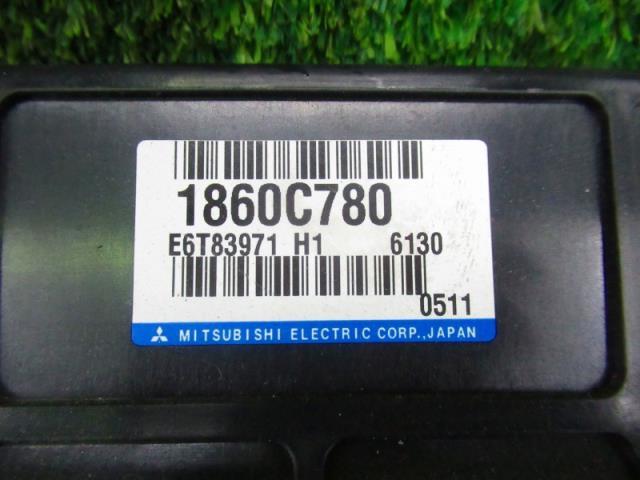 1860C780
E6T83971 H1 6130
0511
MITSUBISHI ELECTRIC CORP.,JAPAN